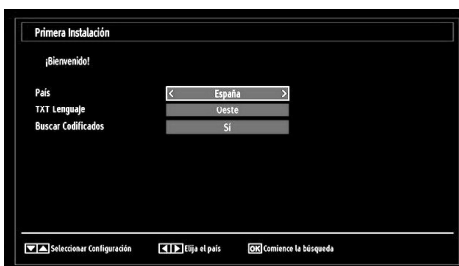 Primera Instalación
¡Bienvenido!
País < España >
TXT Lenguaje Oeste
Buscar Codificados Sí
Seleccionar Configuración Elija el país OK Comience la búsqueda